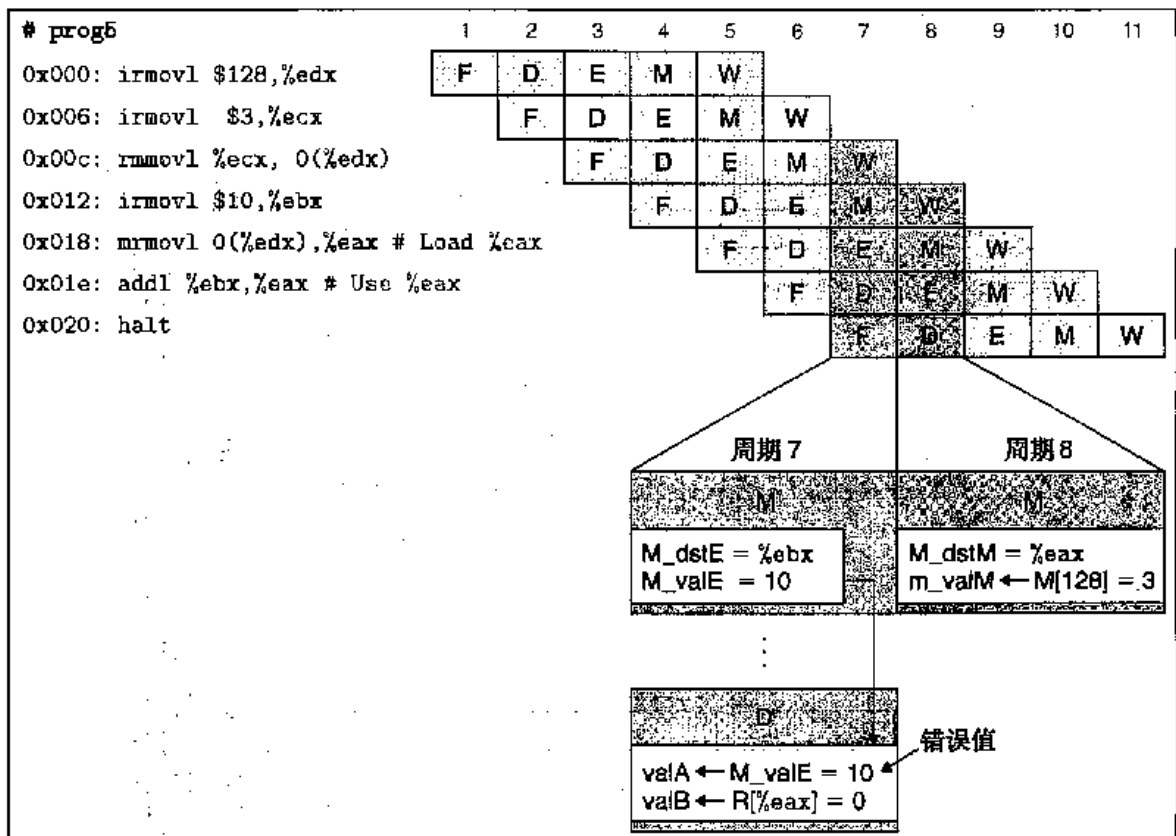 # prog5 1 2 3 4 5 6 7 8 9 10 11
0x000: irmovl $128,%edx F D E M W
0x006: irmovl $3,%ecx F D E M W
0x00c: rmmovl %ecx, 0(%edx) F D E M W
0x012: irmovl $10,%ebx F D E M W
0x018: mrmovl 0(%edx),%eax # Load %eax F D E M W
0x01e: addl %ebx,%eax # Use %eax F D E M W
0x020: halt F D E M W
周期 7 周期 8
M M
M_dstE = %ebx M_dstM = %eax
M_valE = 10 m_valM ← M[128] = 3
D
错误值
valA ← M_valE = 10
valB ← R[%eax] = 0